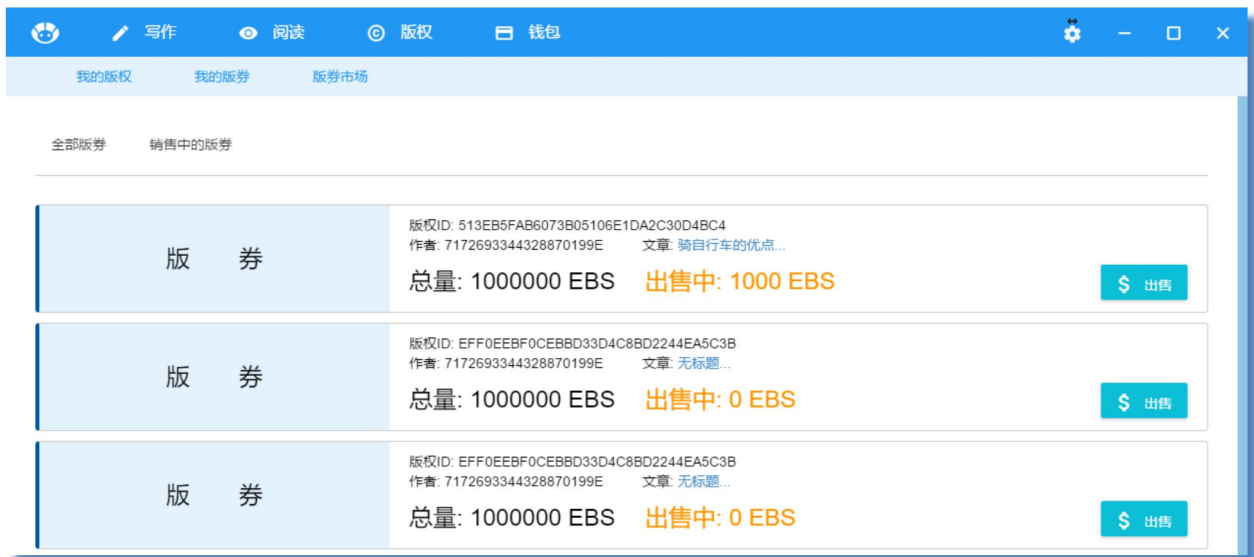 写作 阅读 © 版权 钱包
我的版权 我的版券 版券市场
全部版券 销售中的版券
版 券
版权ID: 513EB5FAB6073B05106E1DA2C30D4BC4
作者: 7172693344328870199E 文章: 骑自行车的优点...
总量: 1000000 EBS 出售中: 1000 EBS
$ 出售
版 券
版权ID: EFF0EEBF0CEBBD33D4C8BD2244EA5C3B
作者: 7172693344328870199E 文章: 无标题...
总量: 1000000 EBS 出售中: 0 EBS
$ 出售
版 券
版权ID: EFF0EEBF0CEBBD33D4C8BD2244EA5C3B
作者: 7172693344328870199E 文章: 无标题...
总量: 1000000 EBS 出售中: 0 EBS
$ 出售